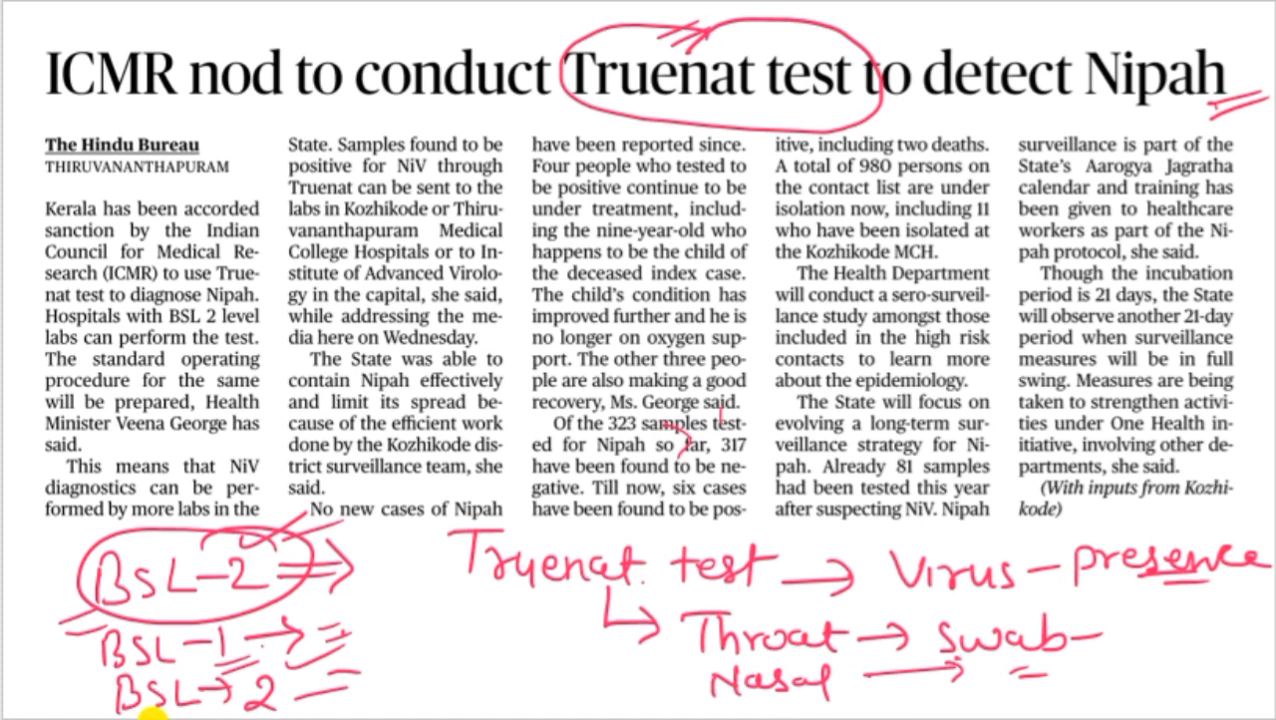 ICMR nod to conduct Truenat test to detect Nipah
The Hindu Bureau
THIRUVANANTHAPURAM
Kerala has been accorded
sanction by the Indian
Council for Medical Re-
search (ICMR) to use True-
nat test to diagnose Nipah.
Hospitals with BSL 2 level
labs can perform the test.
The standard operating
procedure for the same
will be prepared, Health
Minister Veena George has
said.
This means that NiV
diagnostics can be per-
formed by more labs in the
State. Samples found to be
positive for NiV through
Truenat can be sent to the
labs in Kozhikode or Thiru-
vananthapuram Medical
College Hospitals or to In-
stitute of Advanced Virolo-
gy in the capital, she said,
while addressing the me-
dia here on Wednesday.
The State was able to
contain Nipah effectively
and limit its spread be-
cause of the efficient work
done by the Kozhikode dis-
trict surveillance team, she
said.
No new cases of Nipah
have been reported since.
Four people who tested to
be positive continue to be
under treatment, includ-
ing the nine-year-old who
happens to be the child of
the deceased index case.
The child's condition has
improved further and he is
no longer on oxygen sup-
port. The other three peo-
ple are also making a good
recovery, Ms. George said.
Of the 323 samples test-
ed for Nipah so far, 317
have been found to be ne-
gative. Till now, six cases
have been found to be pos-
itive, including two deaths.
A total of 980 persons on
the contact list are under
isolation now, including 11
who have been isolated at
the Kozhikode MCH.
The Health Department
will conduct a sero-surveil-
lance study amongst those
included in the high risk
contacts to learn more
about the epidemiology.
The State will focus on
evolving a long-term sur-
veillance strategy for Ni-
pah. Already 81 samples
had been tested this year
after suspecting NiV. Nipah
surveillance is part of the
State's Aarogya Jagratha
calendar and training has
been given to healthcare
workers as part of the Ni-
pah protocol, she said.
Though the incubation
period is 21 days, the State
will observe another 21-day
period when surveillance
measures will be in full
swing. Measures are being
taken to strengthen activi-
ties under One Health in-
itiative, involving other de-
partments, she said.
(With inputs from Kozhi-
kode)
BSL-2 →
BSL-1 →
BSL → 2
Truenat test → Virus - presence
Throat → Swab-
Nasal →